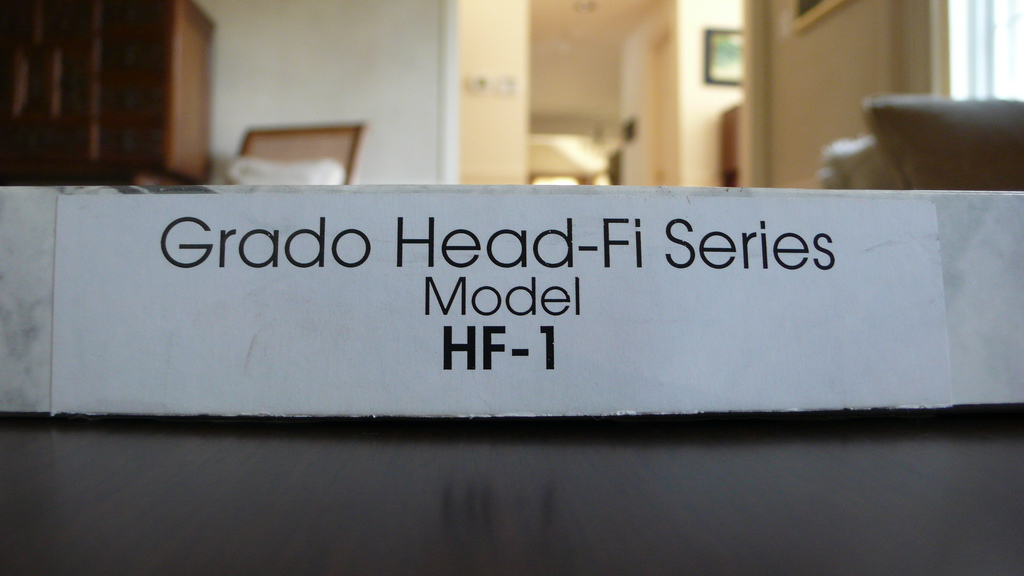 Grado Head-Fi Series
Model
HF-1